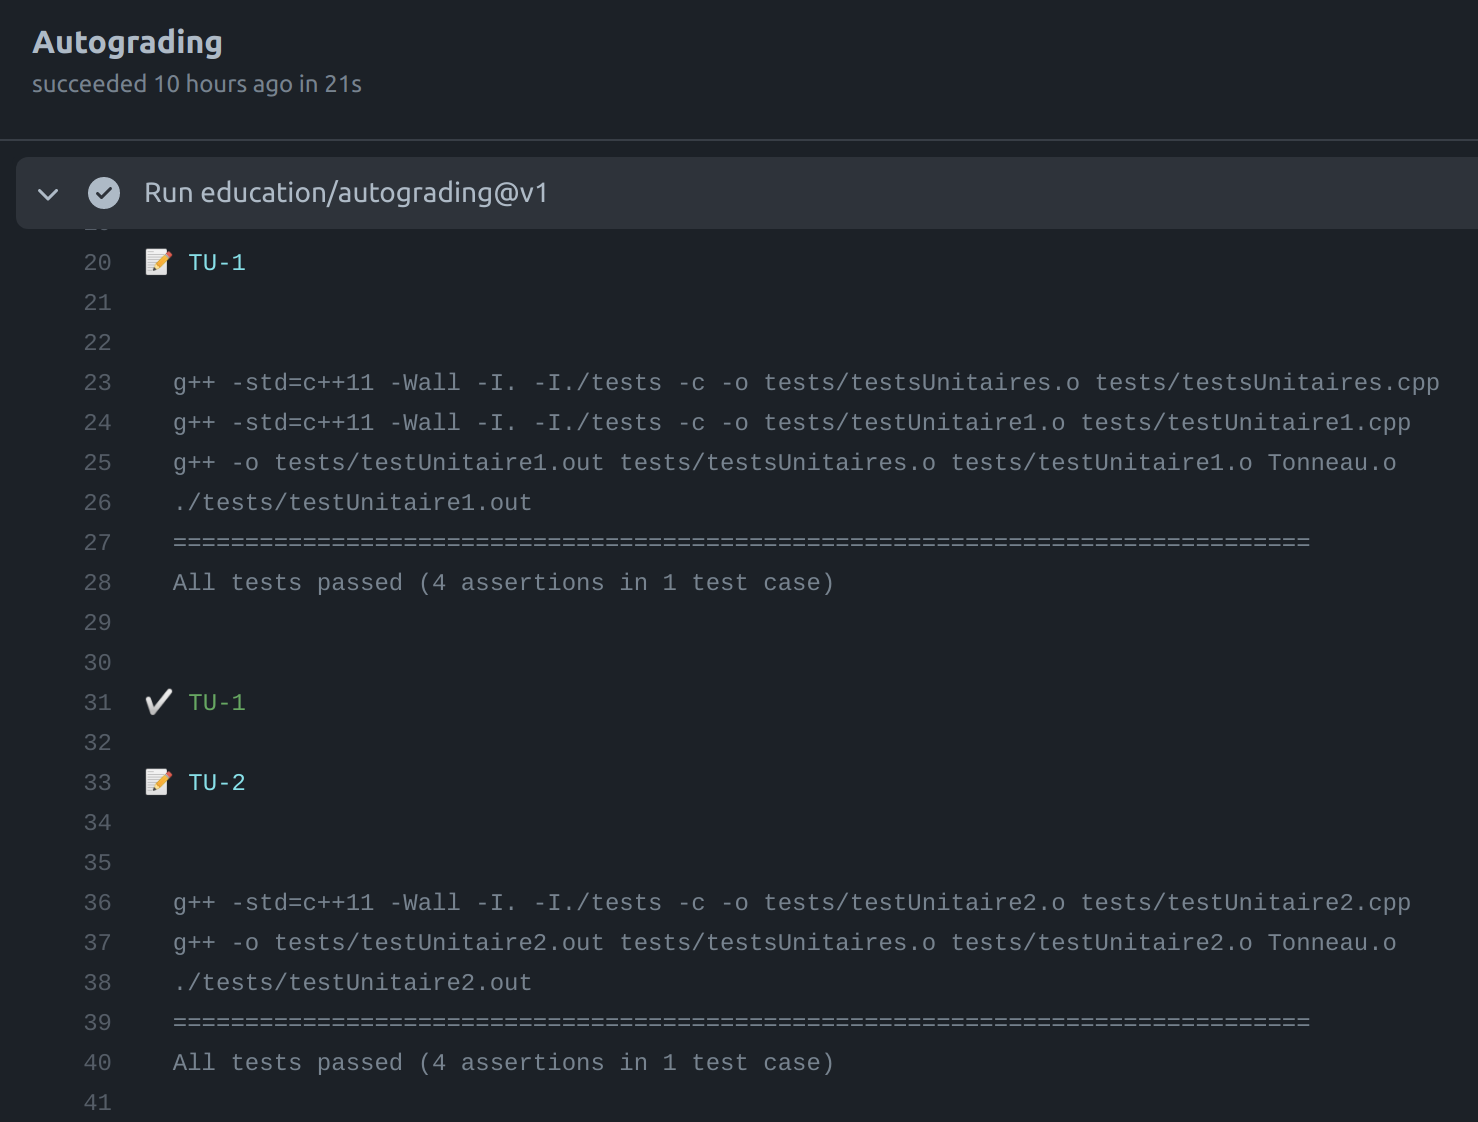 Autograding
succeeded 10 hours ago in 21s
Run education/autograding@v1
20 📝 TU-1
21
22
23 g++ -std=c++11 -Wall -I. -I./tests -c -o tests/testsUnitaires.o tests/testsUnitaires.cpp
24 g++ -std=c++11 -Wall -I. -I./tests -c -o tests/testUnitaire1.o tests/testUnitaire1.cpp
25 g++ -o tests/testUnitaire1.out tests/testsUnitaires.o tests/testUnitaire1.o Tonneau.o
26 ./tests/testUnitaire1.out
27 ===============================================================================
28 All tests passed (4 assertions in 1 test case)
29
30
31 ✔️ TU-1
32
33 📝 TU-2
34
35
36 g++ -std=c++11 -Wall -I. -I./tests -c -o tests/testUnitaire2.o tests/testUnitaire2.cpp
37 g++ -o tests/testUnitaire2.out tests/testsUnitaires.o tests/testUnitaire2.o Tonneau.o
38 ./tests/testUnitaire2.out
39 ===============================================================================
40 All tests passed (4 assertions in 1 test case)
41